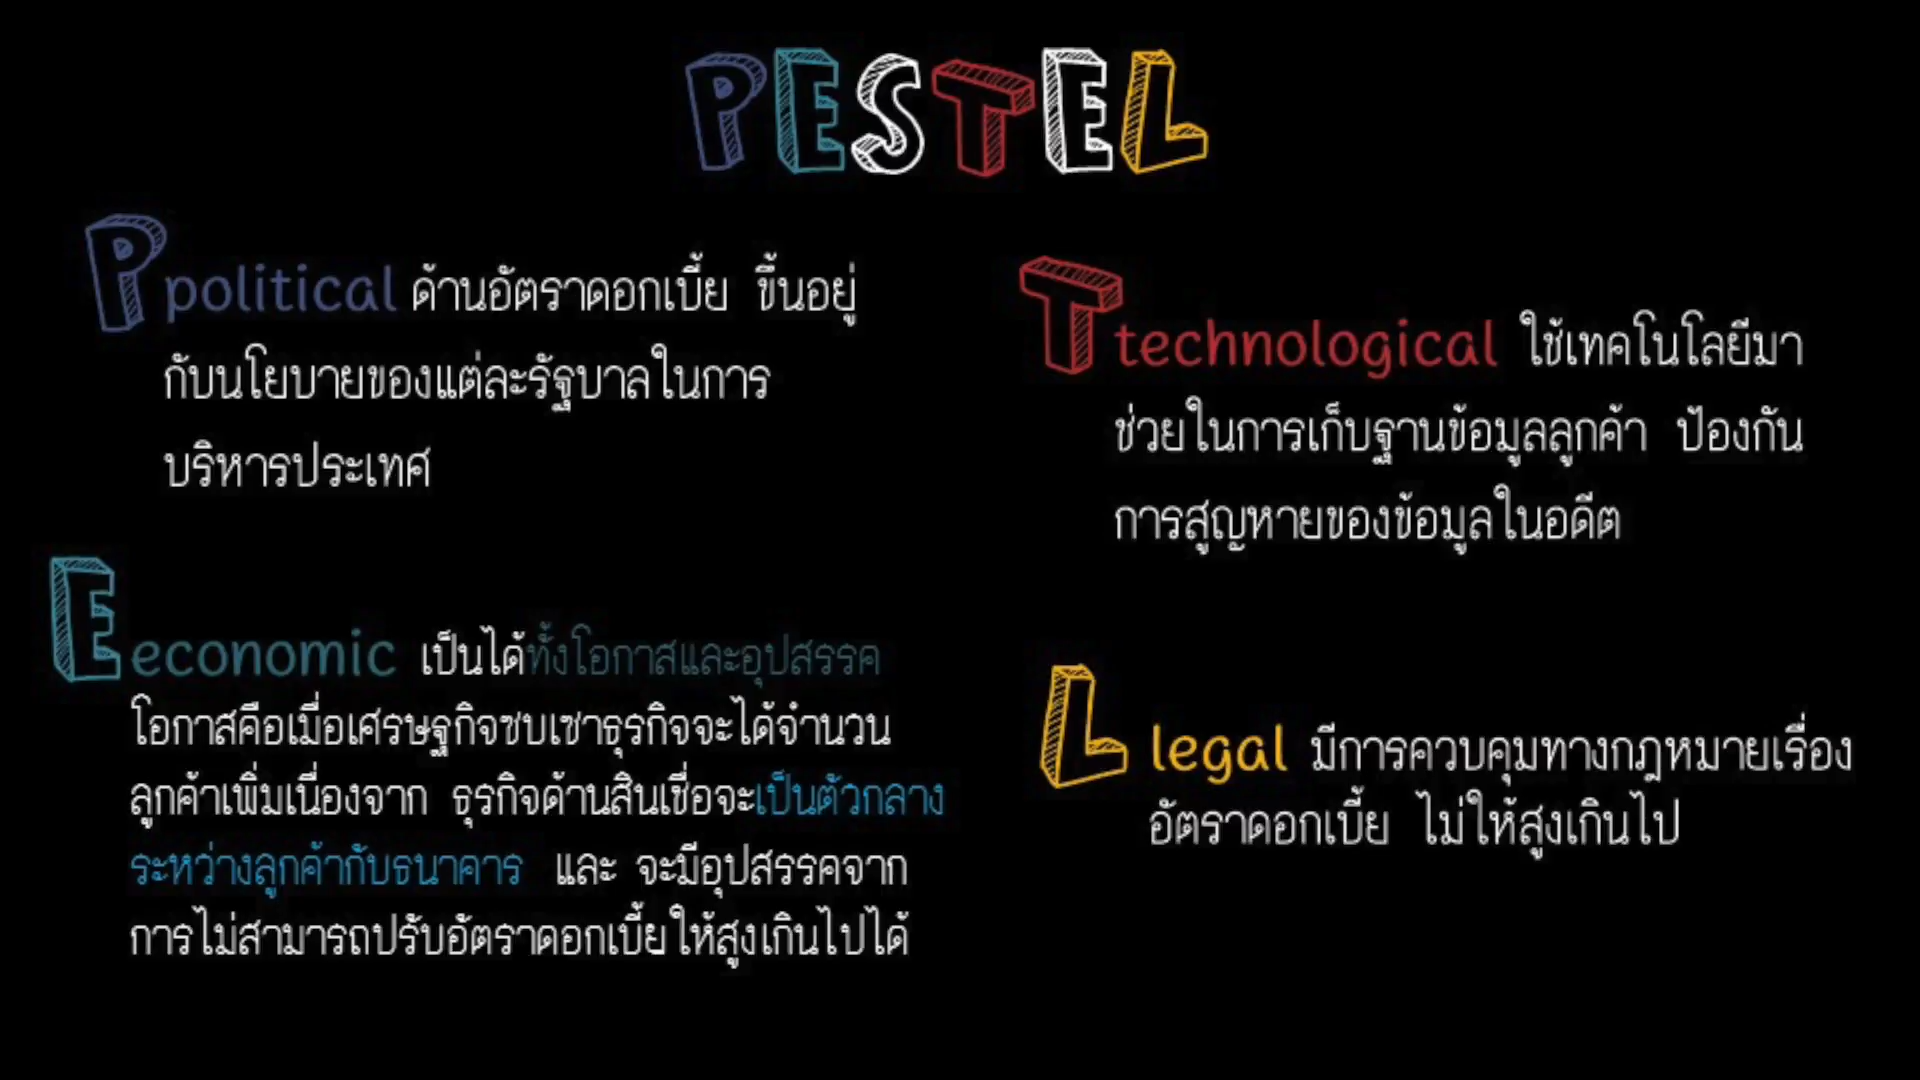 PESTEL
P political ด้านอัตราดอกเบี้ย ขึ้นอยู่
กับนโยบายของแต่ละรัฐบาลในการ
บริหารประเทศ
E economic เป็นได้ทั้งโอกาสและอุปสรรค
โอกาสคือเมื่อเศรษฐกิจซบเซาธุรกิจจะได้จำนวน
ลูกค้าเพิ่มเนื่องจาก ธุรกิจด้านสินเชื่อจะเป็นตัวกลาง
ระหว่างลูกค้ากับธนาคาร และ จะมีอุปสรรคจาก
การไม่สามารถปรับอัตราดอกเบี้ยให้สูงเกินไปได้
T technological ใช้เทคโนโลยีมา
ช่วยในการเก็บฐานข้อมูลลูกค้า ป้องกัน
การสูญหายของข้อมูลในอดีต
L legal มีการควบคุมทางกฎหมายเรื่อง
อัตราดอกเบี้ย ไม่ให้สูงเกินไป